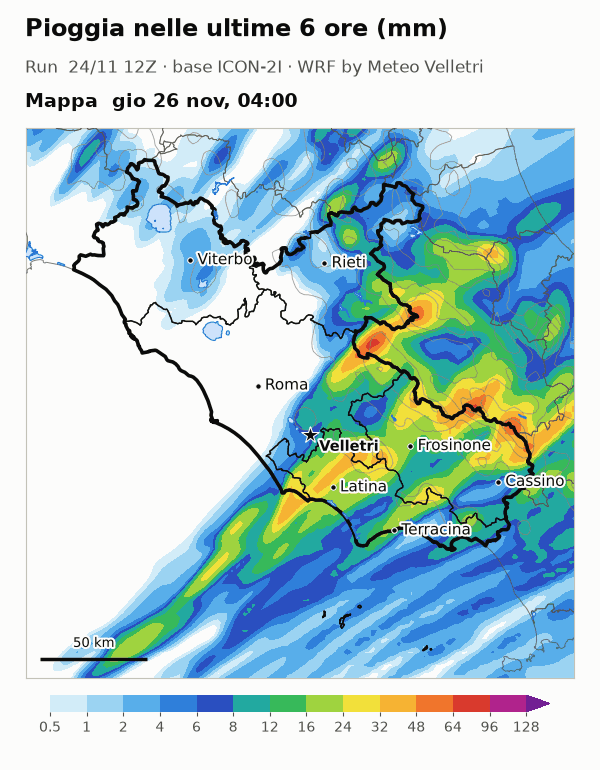 Pioggia nelle ultime 6 ore (mm)
Run  24/11 12Z · base ICON-2I · WRF by Meteo Velletri
Mappa  gio 26 nov, 04:00
Viterbo
Rieti
Roma
Velletri
Frosinone
Latina
Cassino
Terracina
50 km
0.5 1 2 4 6 8 12 16 24 32 48 64 96 128